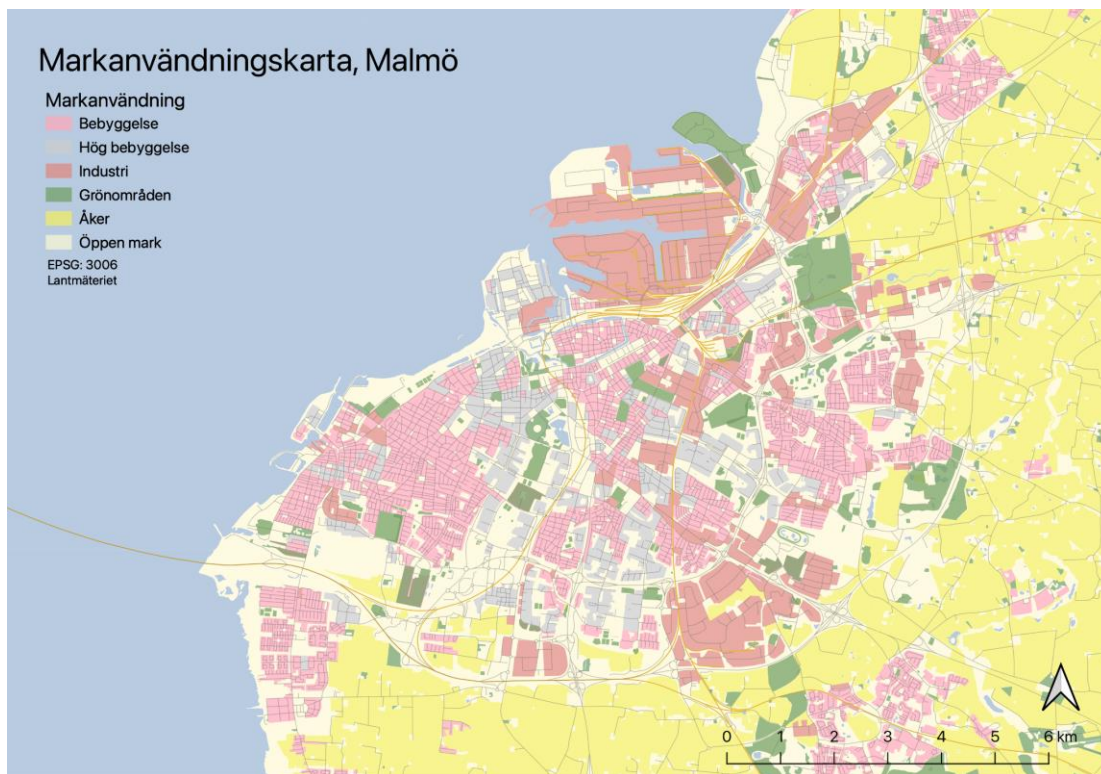 Markanvändningskarta, Malmö
Markanvändning
Bebyggelse
Hög bebyggelse
Industri
Grönområden
Åker
Öppen mark
EPSG: 3006
Lantmäteriet
0 1 2 3 4 5 6 km